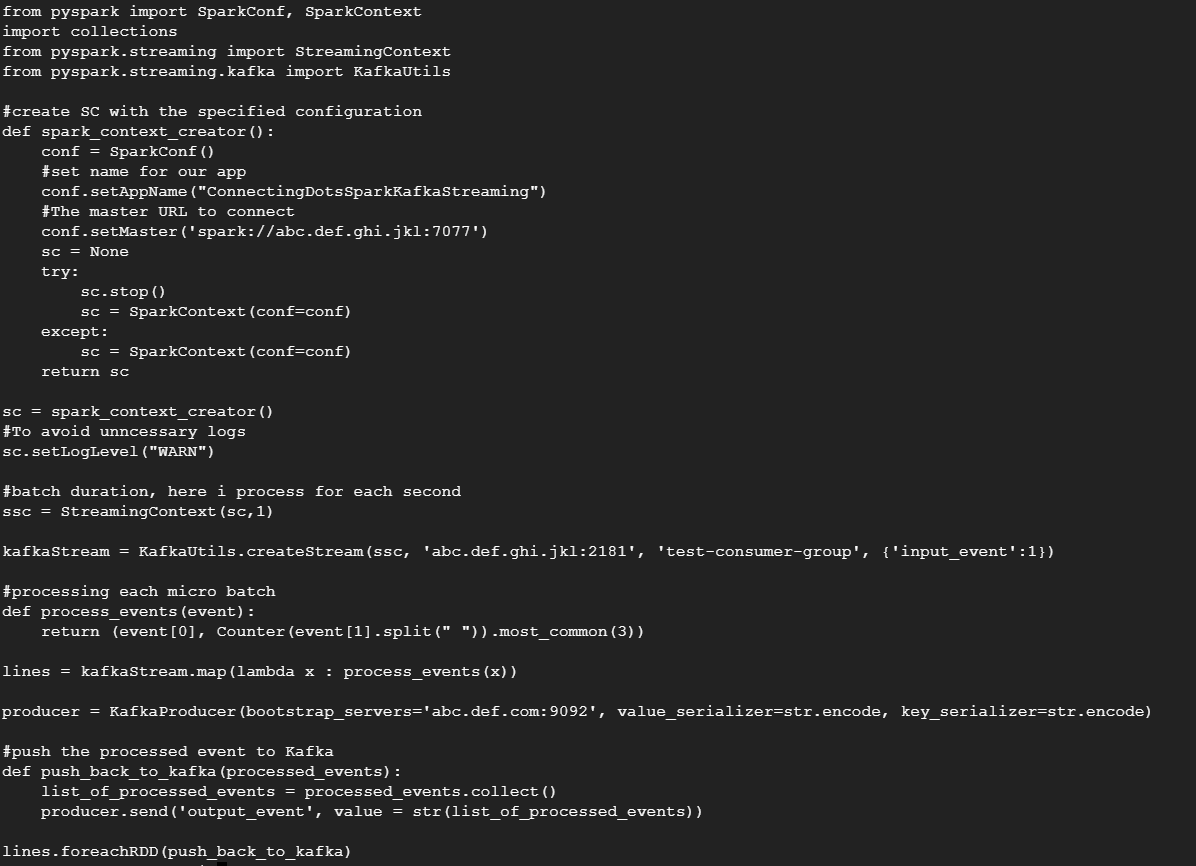 from pyspark import SparkConf, SparkContext
import collections
from pyspark.streaming import StreamingContext
from pyspark.streaming.kafka import KafkaUtils

#create SC with the specified configuration
def spark_context_creator():
    conf = SparkConf()
    #set name for our app
    conf.setAppName("ConnectingDotsSparkKafkaStreaming")
    #The master URL to connect
    conf.setMaster('spark://abc.def.ghi.jkl:7077')
    sc = None
    try:
        sc.stop()
        sc = SparkContext(conf=conf)
    except:
        sc = SparkContext(conf=conf)
    return sc

sc = spark_context_creator()
#To avoid unncessary logs
sc.setLogLevel("WARN")

#batch duration, here i process for each second
ssc = StreamingContext(sc,1)

kafkaStream = KafkaUtils.createStream(ssc, 'abc.def.ghi.jkl:2181', 'test-consumer-group', {'input_event':1})

#processing each micro batch
def process_events(event):
    return (event[0], Counter(event[1].split(" ")).most_common(3))

lines = kafkaStream.map(lambda x : process_events(x))

producer = KafkaProducer(bootstrap_servers='abc.def.com:9092', value_serializer=str.encode, key_serializer=str.encode)

#push the processed event to Kafka
def push_back_to_kafka(processed_events):
    list_of_processed_events = processed_events.collect()
    producer.send('output_event', value = str(list_of_processed_events))

lines.foreachRDD(push_back_to_kafka)